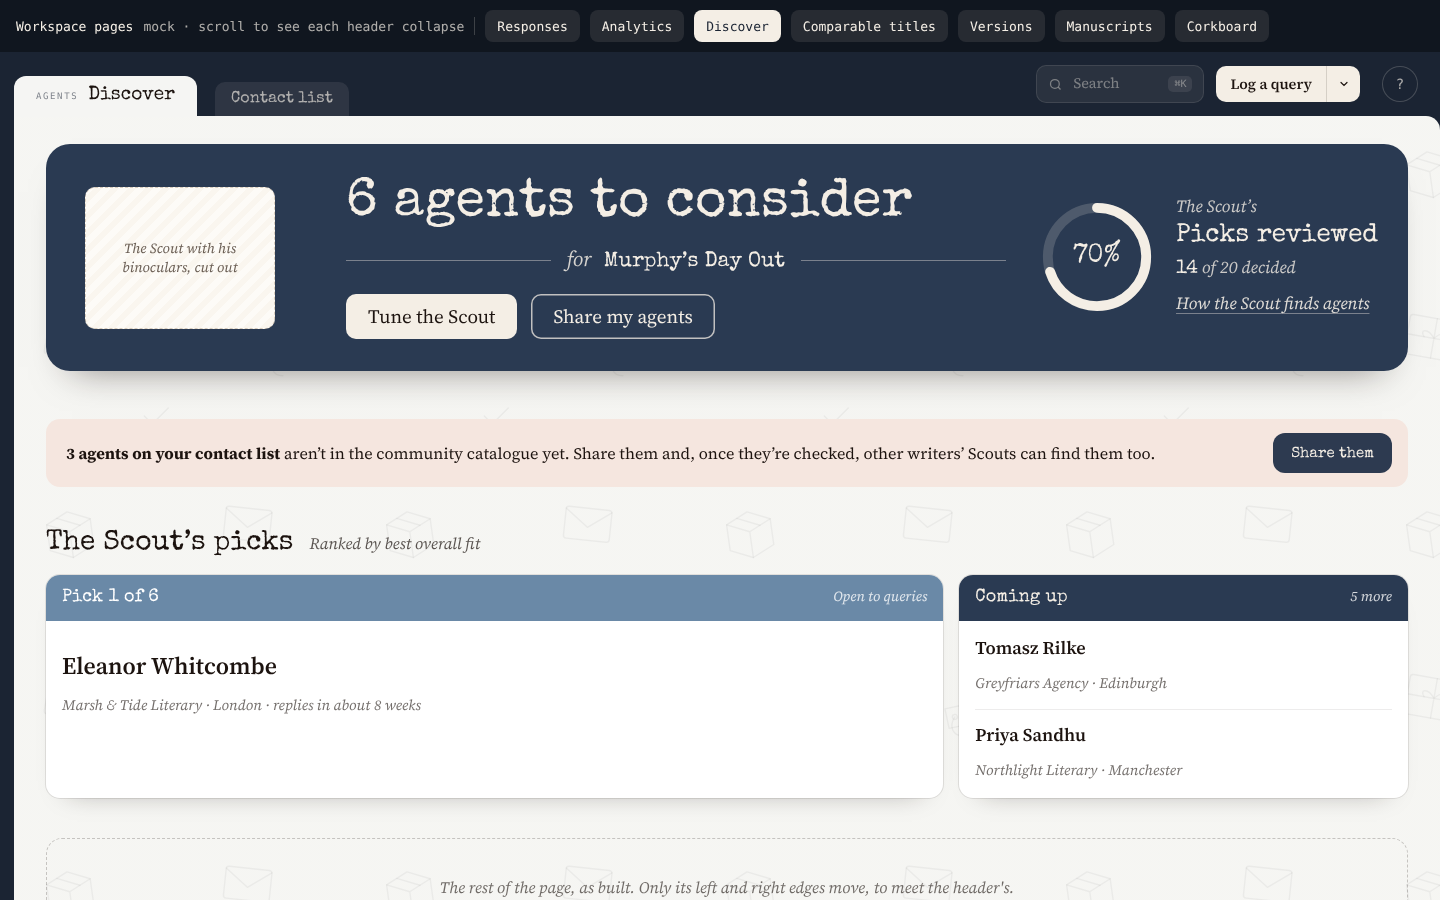 Workspace pages mock · scroll to see each header collapse Responses Analytics Discover Comparable titles Versions Manuscripts Corkboard
AGENTS Discover Contact list Search ⌘K Log a query ?
The Scout with his
binoculars, cut out
6 agents to consider
for Murphy’s Day Out
Tune the Scout Share my agents
70%
The Scout’s
Picks reviewed
14 of 20 decided
How the Scout finds agents
3 agents on your contact list aren’t in the community catalogue yet. Share them and, once they’re checked, other writers’ Scouts can find them too. Share them
The Scout’s picks Ranked by best overall fit
Pick 1 of 6 Open to queries
Eleanor Whitcombe
Marsh & Tide Literary · London · replies in about 8 weeks
Coming up 5 more
Tomasz Rilke
Greyfriars Agency · Edinburgh
Priya Sandhu
Northlight Literary · Manchester
The rest of the page, as built. Only its left and right edges move, to meet the header's.